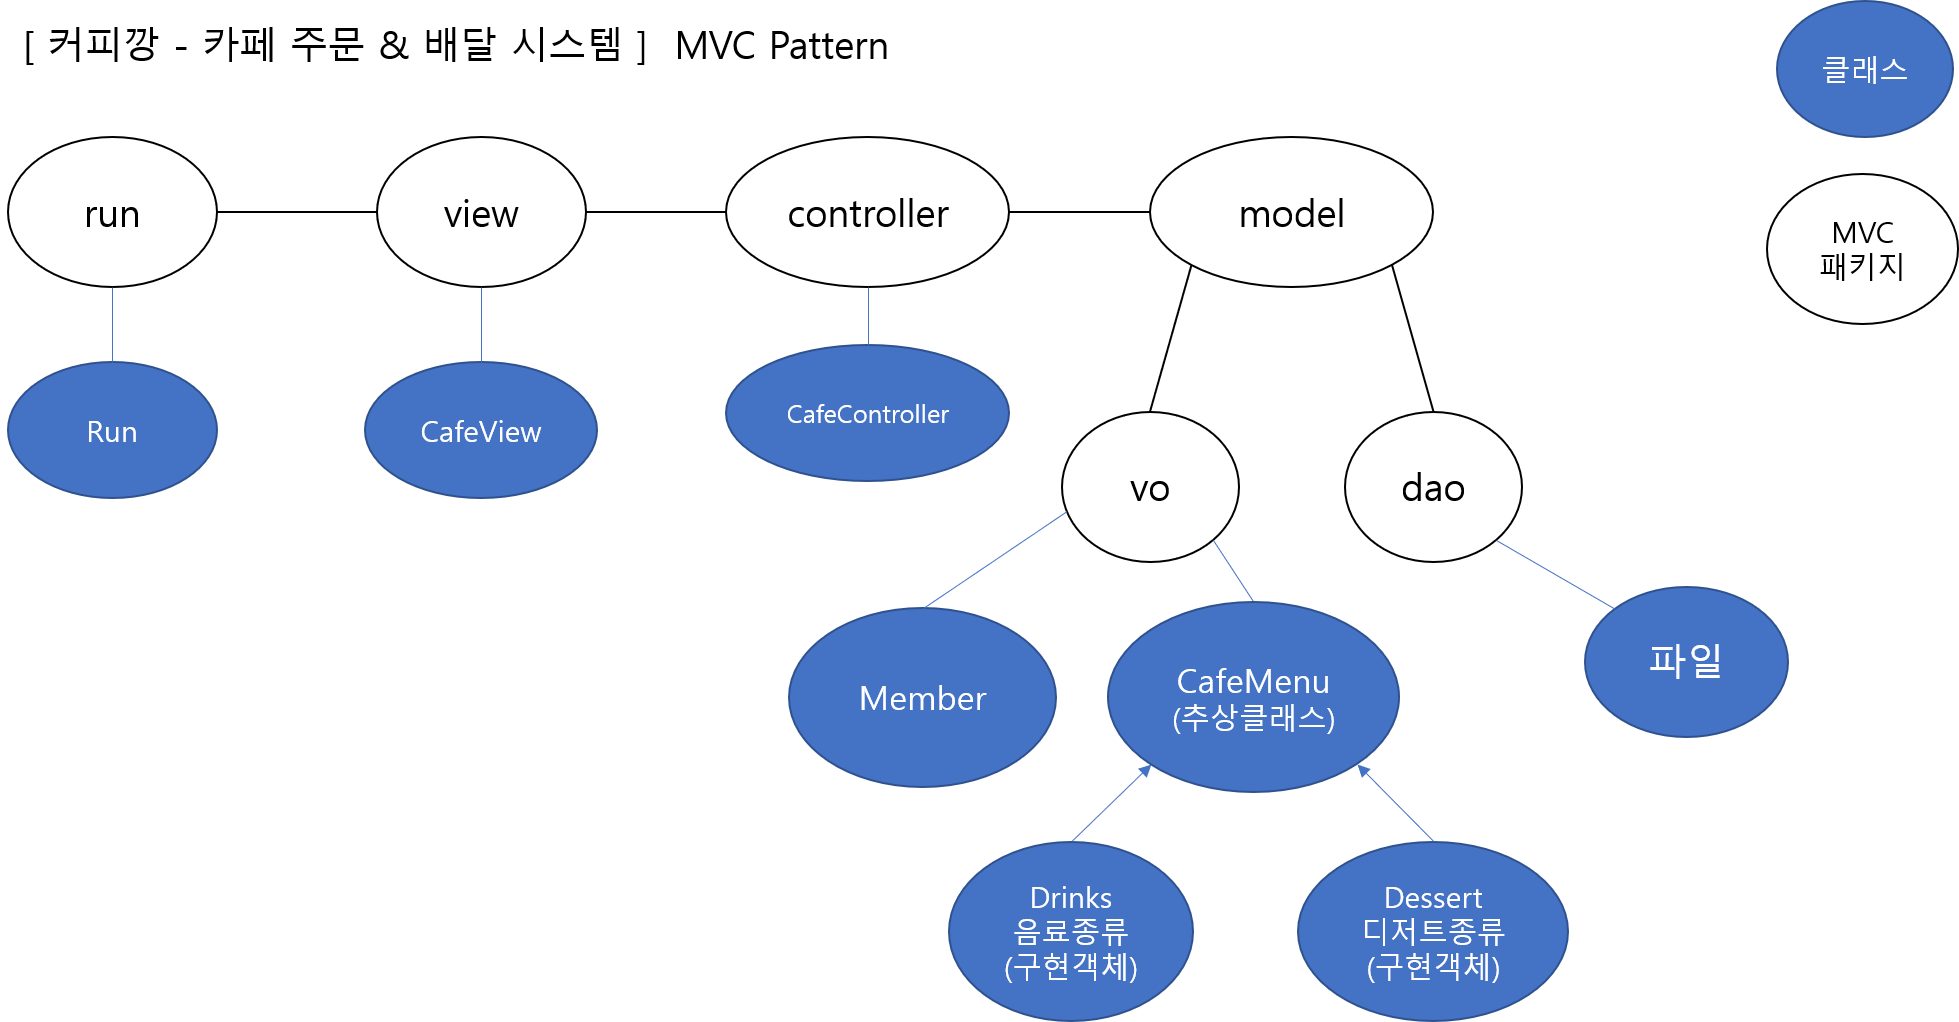 [ 커피깡 - 카페 주문 & 배달 시스템 ] MVC Pattern
클래스
run
view
controller
model
MVC
패키지
Run
CafeView
CafeController
vo
dao
Member
CafeMenu
(추상클래스)
파일
Drinks
음료종류
(구현객체)
Dessert
디저트종류
(구현객체)